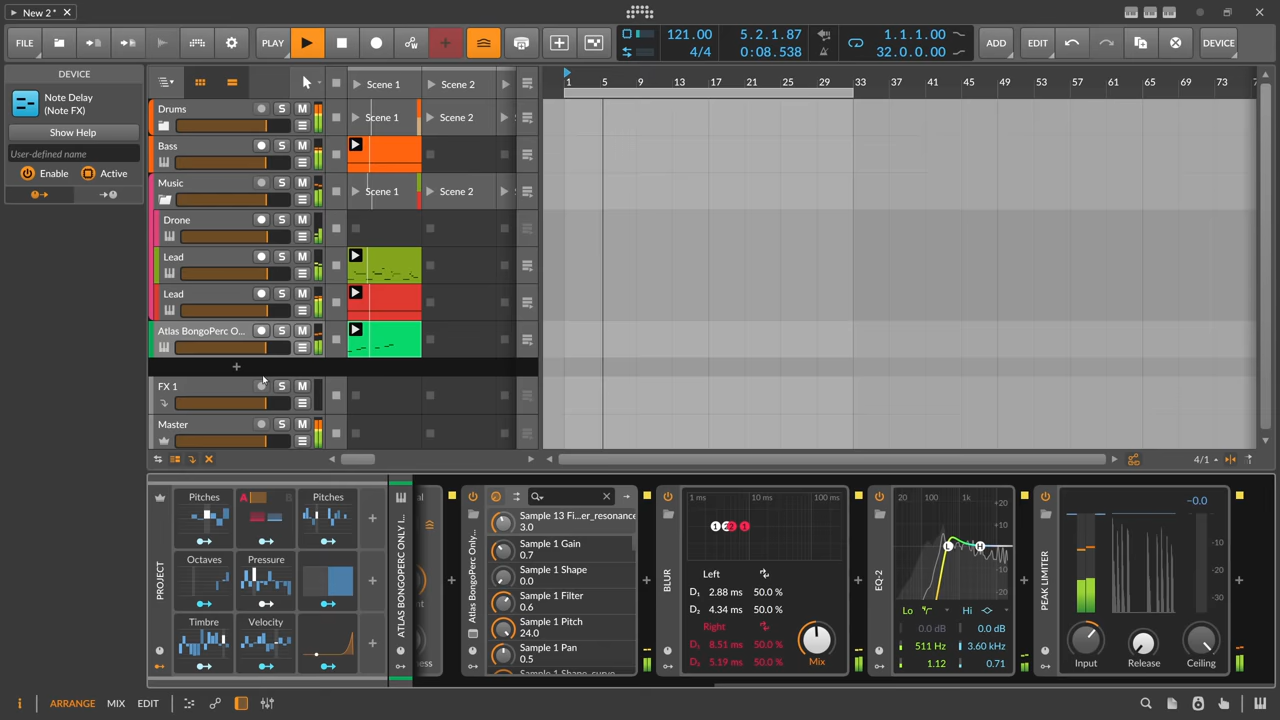 New 2*
FILE
PLAY
121.00
4/4
5.2.1.87
0:00:08.538
1.1.1.00
32.0.0.00
ADD
EDIT
DEVICE
DEVICE
Note Delay
(Note FX)
Show Help
User-defined name
Enable
Active
Scene 1
Scene 2
1
5
9
13
17
21
25
29
33
37
41
45
49
53
57
61
65
69
73
Drums
S
M
Scene 1
Scene 2
Bass
S
M
Music
S
M
Scene 1
Scene 2
Drone
S
M
Lead
S
M
Lead
S
M
Atlas BongoPerc O...
S
M
+
FX 1
S
M
Master
S
M
4/1
PROJECT
Pitches
A
B
Pitches
Octaves
Pressure
Timbre
Velocity
ATLAS BONGOPERC ONLY I...
Atlas BongoPerc Only...
Sample 13 Fi...er_resonance
3.0
Sample 1 Gain
0.7
Sample 1 Shape
0.0
Sample 1 Filter
0.6
Sample 1 Pitch
24.0
Sample 1 Pan
0.5
Sample 1 Shape_curve
BLUR
1 ms
10 ms
100 ms
Left
D1 2.88 ms 50.0 %
D2 4.34 ms 50.0 %
Right
D1 8.51 ms 50.0 %
D2 5.19 ms 50.0 %
Mix
EQ-2
20
100
1k
+20
+10
-10
-20
L
H
Lo
Hi
0.0 dB
0.0 dB
511 Hz
3.60 kHz
1.12
0.71
PEAK LIMITER
-0.0
-10
-20
-30
Input
Release
Ceiling
i
ARRANGE
MIX
EDIT